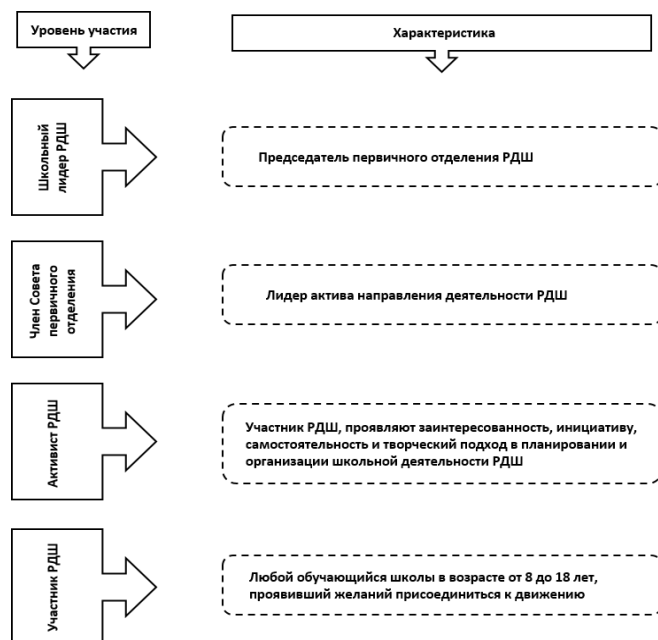 Уровень участия
Характеристика
Школьный
лидер РДШ
Председатель первичного отделения РДШ
Член Совета
первичного
отделения
Лидер актива направления деятельности РДШ
Активист РДШ
Участник РДШ, проявляют заинтересованность, инициативу,
самостоятельность и творческий подход в планировании и
организации школьной деятельности РДШ
Участник РДШ
Любой обучающийся школы в возрасте от 8 до 18 лет,
проявивший желаний присоединиться к движению